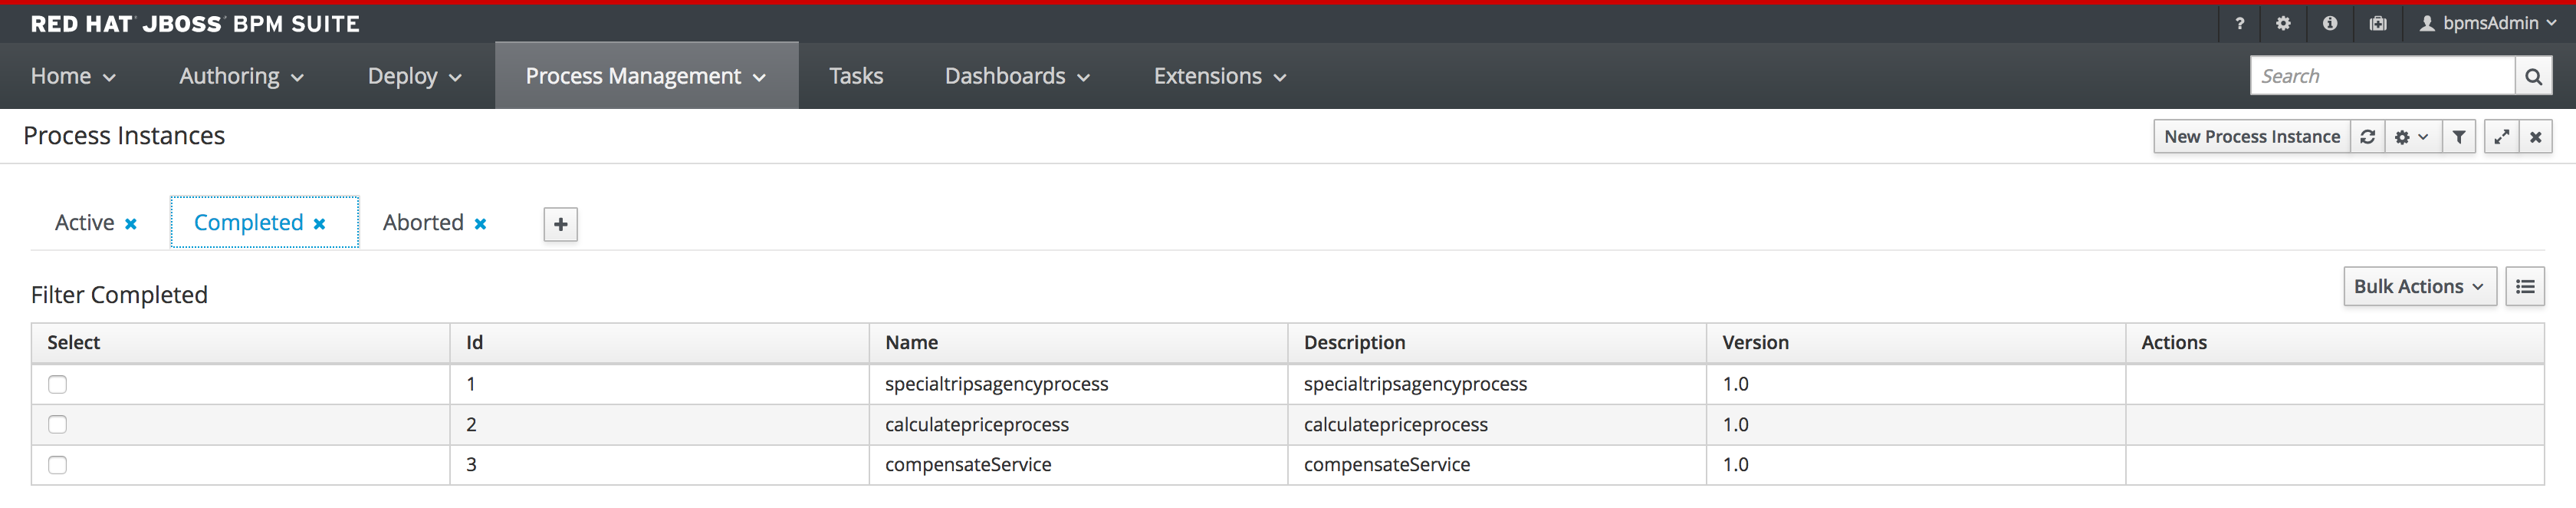 RED HAT JBOSS BPM SUITE
? bpmsAdmin
Home Authoring Deploy Process Management Tasks Dashboards Extensions Search
Process Instances New Process Instance
Active Completed Aborted
Filter Completed Bulk Actions
Select Id Name Description Version Actions
1 specialtripsagencyprocess specialtripsagencyprocess 1.0
2 calculatepriceprocess calculatepriceprocess 1.0
3 compensateService compensateService 1.0